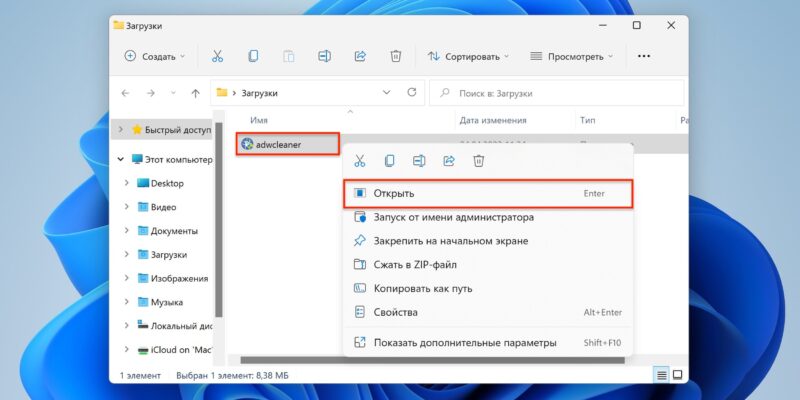 Загрузки
Создать
Сортировать
Просмотреть
Загрузки
Поиск в: Загрузки
Имя
Дата изменения
Тип
Быстрый доступ
adwcleaner
Этот компьютер
Desktop
Видео
Документы
Загрузки
Изображения
Музыка
Локальный дис
iCloud on 'Mac'
Открыть Enter
Запуск от имени администратора
Закрепить на начальном экране
Сжать в ZIP-файл
Копировать как путь
Свойства Alt+Enter
Показать дополнительные параметры Shift+F10
1 элемент
Выбран 1 элемент: 8,38 МБ